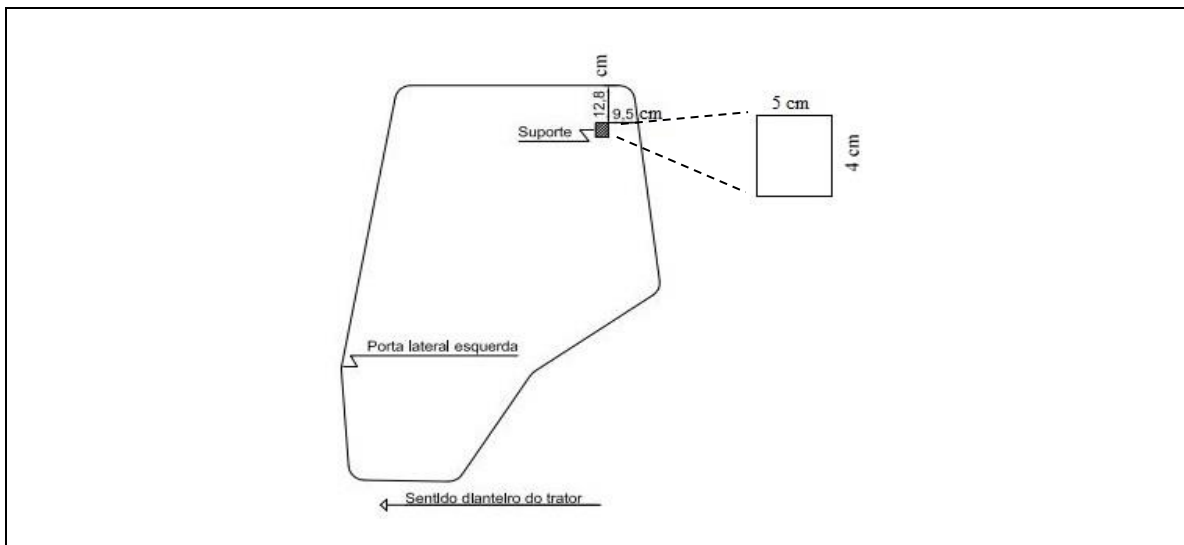 cm
12,8
9,5 cm
5 cm
Suporte
4 cm
Porta lateral esquerda
Sentido dianteiro do trator